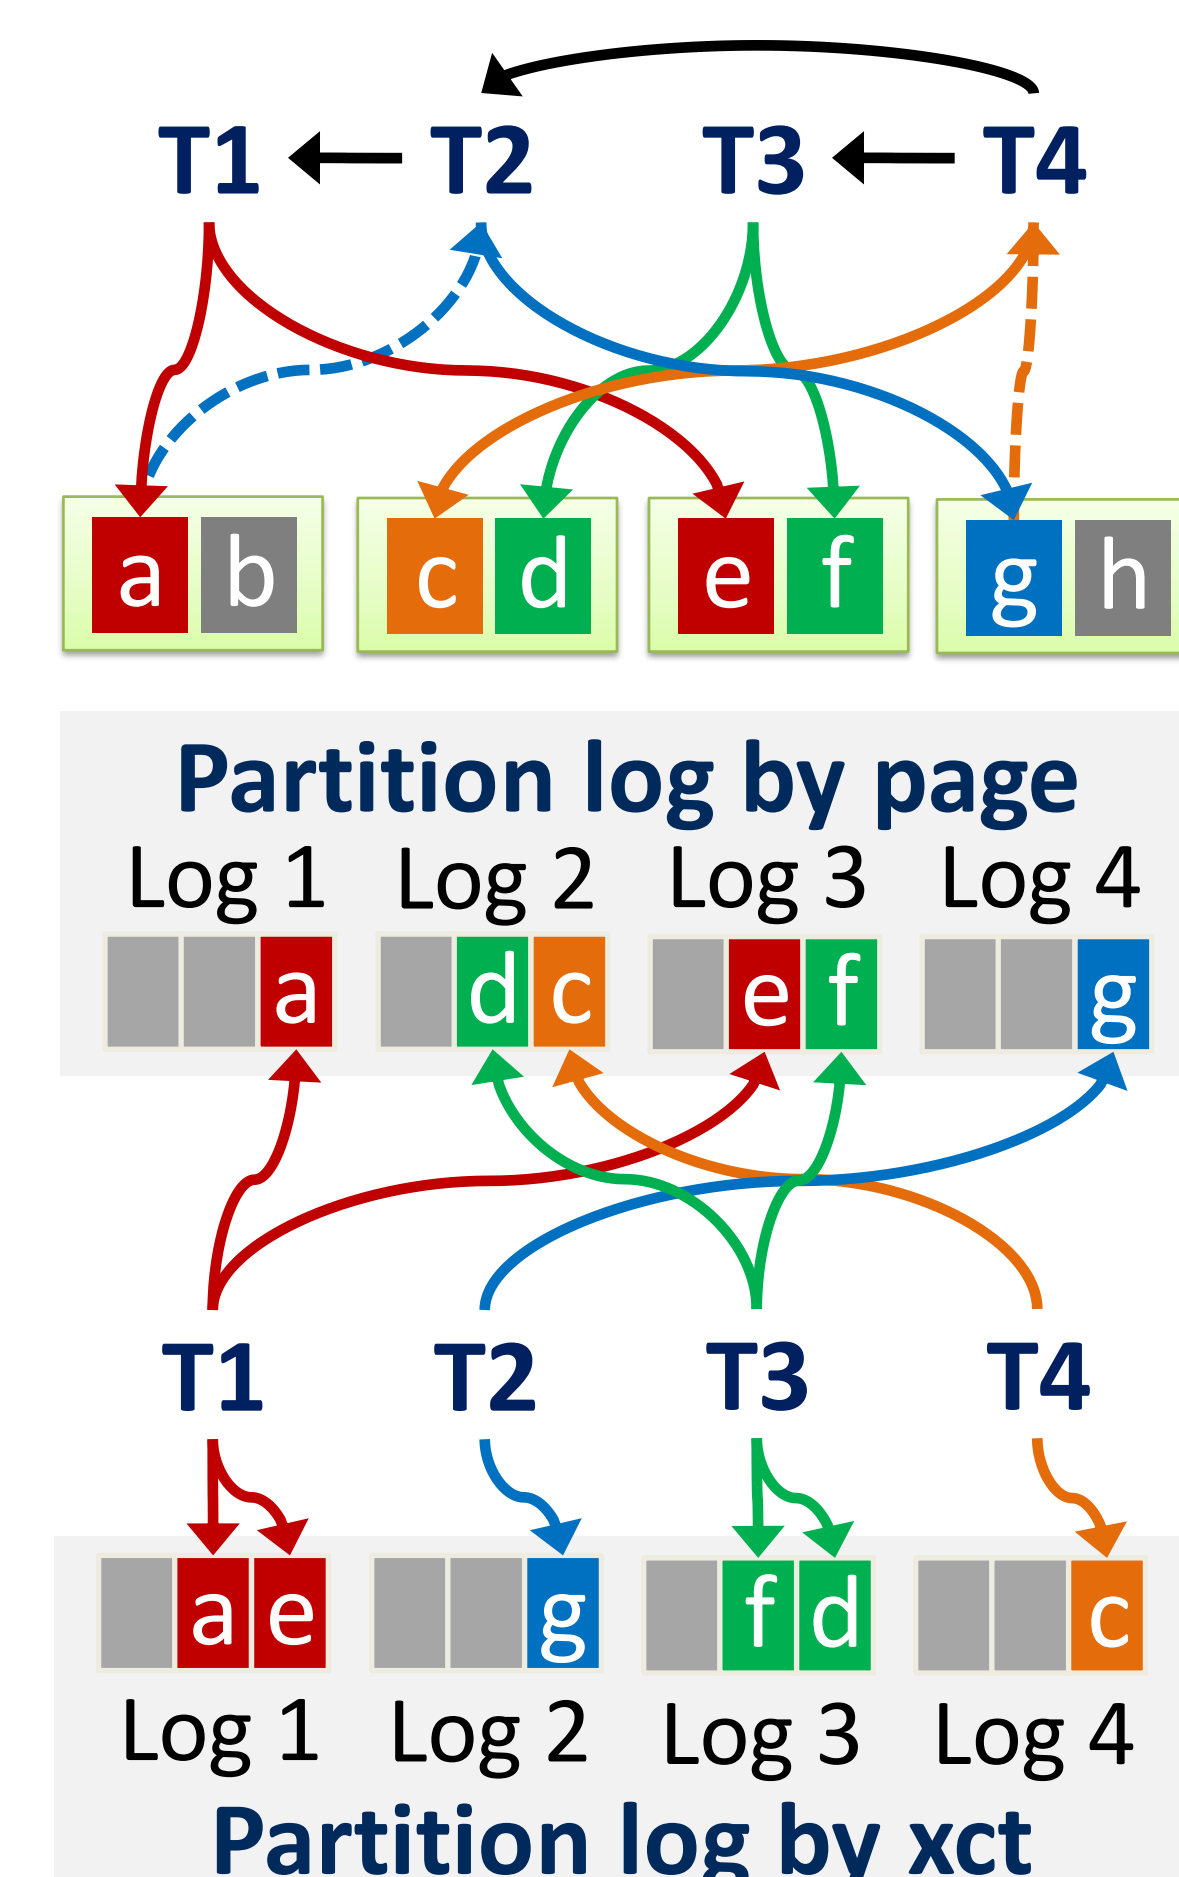 T1 T2 T3 T4
a b c d e f g h
Partition log by page
Log 1 Log 2 Log 3 Log 4
a d c e f g
T1 T2 T3 T4
a e g f d c
Log 1 Log 2 Log 3 Log 4
Partition log by xct